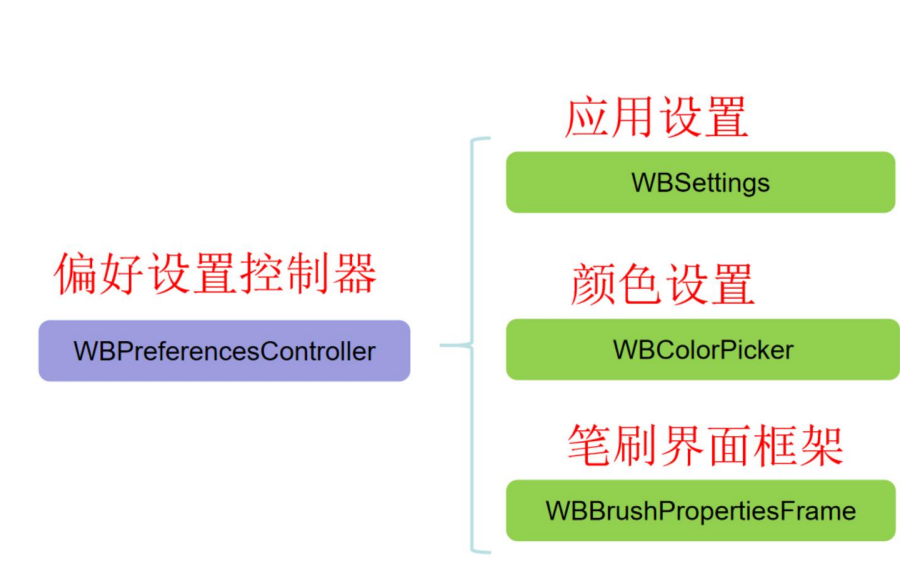 偏好设置控制器
WBPreferencesController
应用设置
WBSettings
颜色设置
WBColorPicker
笔刷界面框架
WBBrushPropertiesFrame